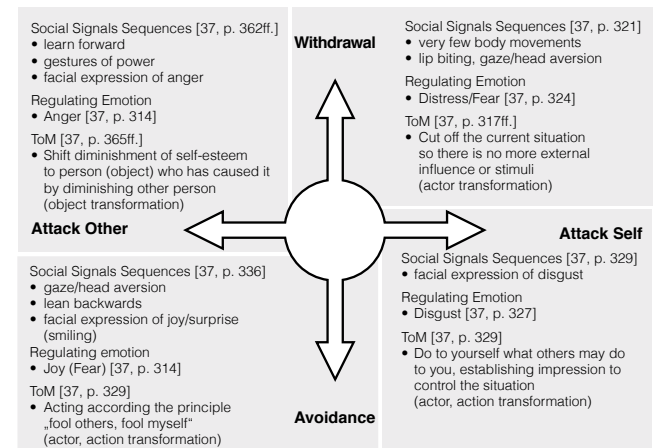 Social Signals Sequences [37, p. 362ff.]
• learn forward
• gestures of power
• facial expression of anger
Regulating Emotion
• Anger [37, p. 314]
ToM [37, p. 365ff.]
• Shift diminishment of self-esteem
to person (object) who has caused it
by diminishing other person
(object transformation)
Attack Other
Withdrawal
Social Signals Sequences [37, p. 321]
• very few body movements
• lip biting, gaze/head aversion
Regulating Emotion
• Distress/Fear [37, p. 324]
ToM [37, p. 317ff.]
• Cut off the current situation
so there is no more external
influence or stimuli
(actor transformation)
Attack Self
Social Signals Sequences [37, p. 329]
• facial expression of disgust
Regulating Emotion
• Disgust [37, p. 327]
ToM [37, p. 329]
• Do to yourself what others may do
to you, establishing impression to
control the situation
(actor, action transformation)
Social Signals Sequences [37, p. 336]
• gaze/head aversion
• lean backwards
• facial expression of joy/surprise
(smiling)
Regulating emotion
• Joy (Fear) [37, p. 314]
ToM [37, p. 329]
• Acting according the principle
„fool others, fool myself“
(actor, action transformation)
Avoidance